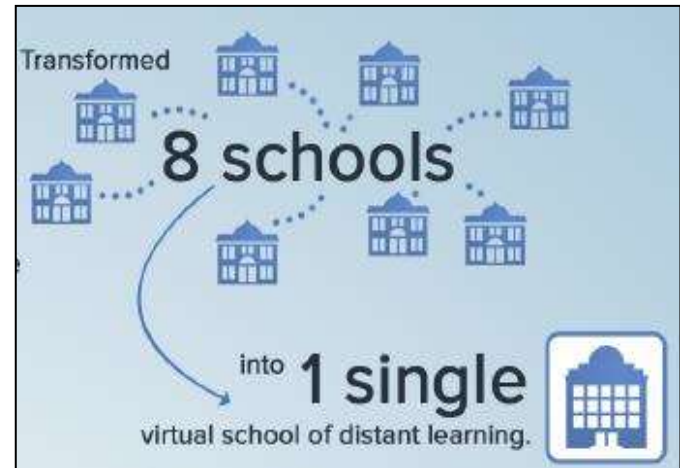 Transformed
8 schools
into 1 single
virtual school of distant learning.